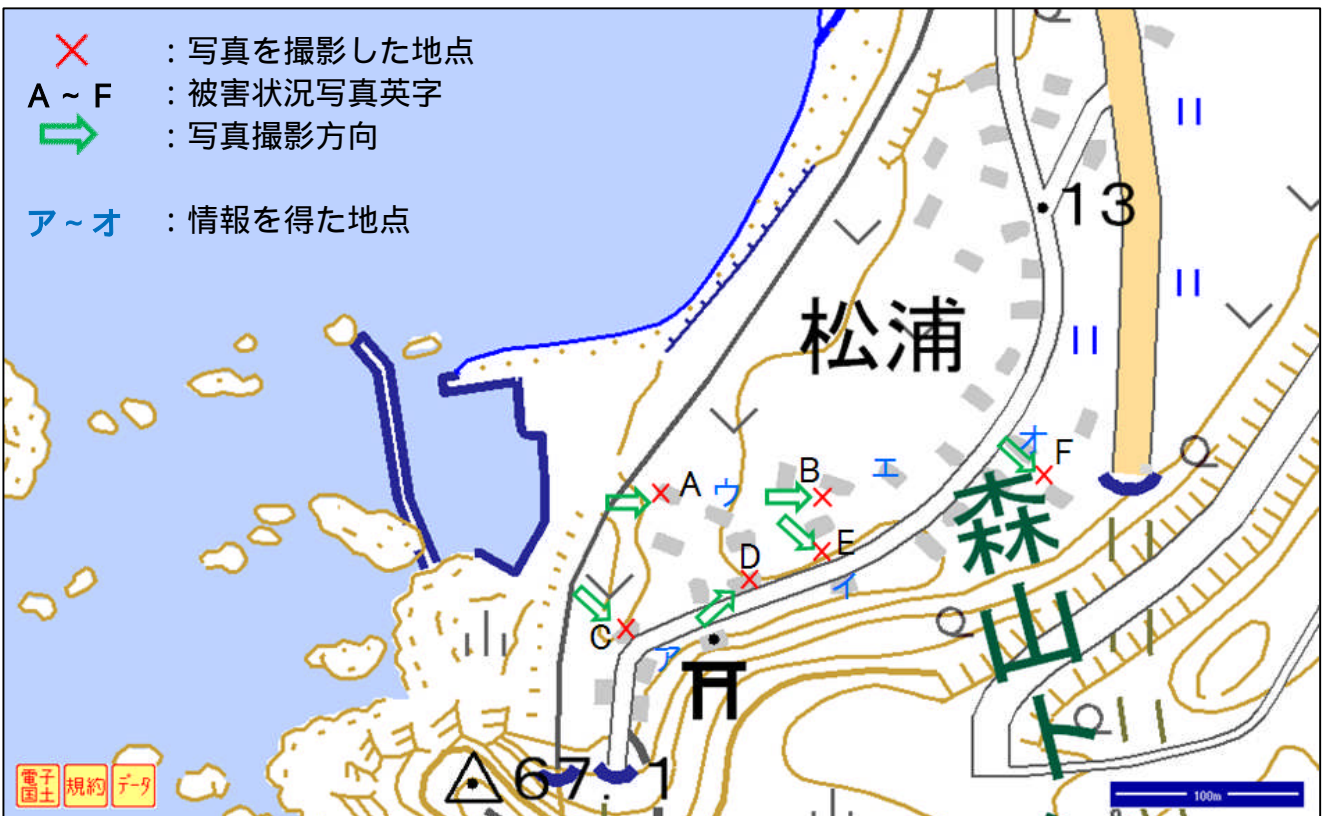 ：写真を撮影した地点
A ~ F ：被害状況写真英字
：写真撮影方向
ア~オ ：情報を得た地点
13
松浦
オ
F
エ
B
A
ウ
森山ト
E
D
イ
C
ア
67.1
電子国土
規約
データ
100m